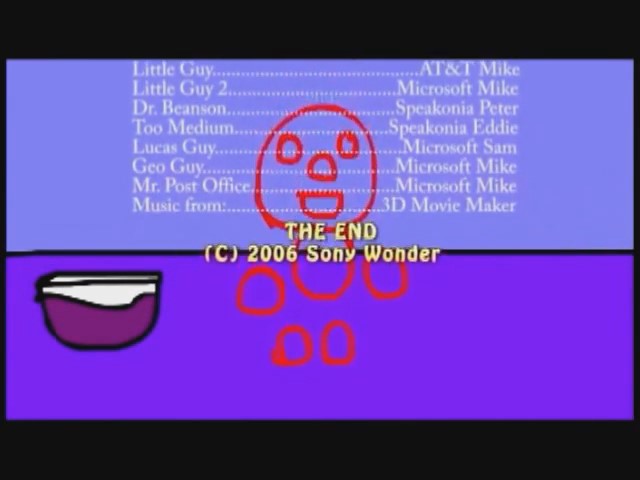 Little Guy..............................AT&T Mike
Little Guy 2.........................Microsoft Mike
Dr. Beanson.........................Speakonia Peter
Too Medium.......................Speakonia Eddie
Lucas Guy...........................Microsoft Sam
Geo Guy............................Microsoft Mike
Mr. Post Office.....................Microsoft Mike
Music from:.......................3D Movie Maker
THE END
(C) 2006 Sony Wonder